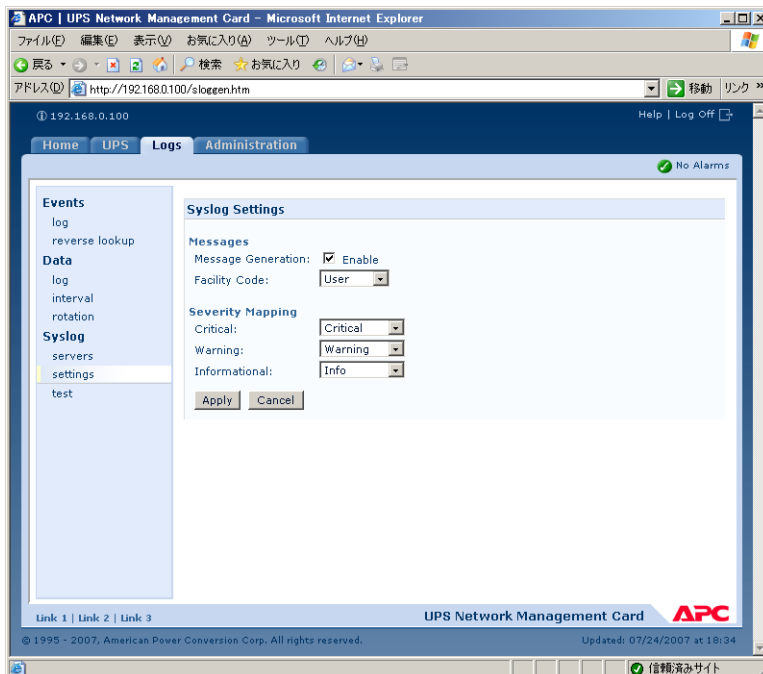 APC | UPS Network Management Card - Microsoft Internet Explorer
ファイル(F) 編集(E) 表示(V) お気に入り(A) ツール(T) ヘルプ(H)
戻る 検索 お気に入り
アドレス(D) http://192.168.0.100/sloggen.htm 移動 リンク »
192.168.0.100 Help | Log Off
Home UPS Logs Administration
No Alarms
Events
log
reverse lookup
Data
log
interval
rotation
Syslog
servers
settings
test
Syslog Settings
Messages
Message Generation: Enable
Facility Code: User
Severity Mapping
Critical: Critical
Warning: Warning
Informational: Info
Apply Cancel
Link 1 | Link 2 | Link 3
UPS Network Management Card APC
© 1995 - 2007, American Power Conversion Corp. All rights reserved. Updated: 07/24/2007 at 18:34
信頼済みサイト